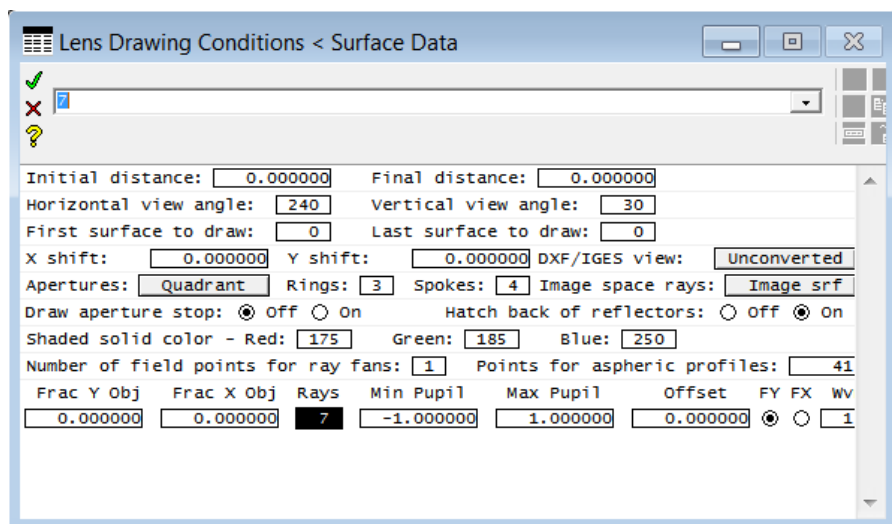 Lens Drawing Conditions < Surface Data
7
Initial distance: 0.000000 Final distance: 0.000000
Horizontal view angle: 240 Vertical view angle: 30
First surface to draw: 0 Last surface to draw: 0
X shift: 0.000000 Y shift: 0.000000 DXF/IGES view: Unconverted
Apertures: Quadrant Rings: 3 Spokes: 4 Image space rays: Image srf
Draw aperture stop: Off On Hatch back of reflectors: Off On
Shaded solid color - Red: 175 Green: 185 Blue: 250
Number of field points for ray fans: 1 Points for aspheric profiles: 41
Frac Y Obj Frac X Obj Rays Min Pupil Max Pupil Offset FY FX Wv
0.000000 0.000000 7 -1.000000 1.000000 0.000000 1